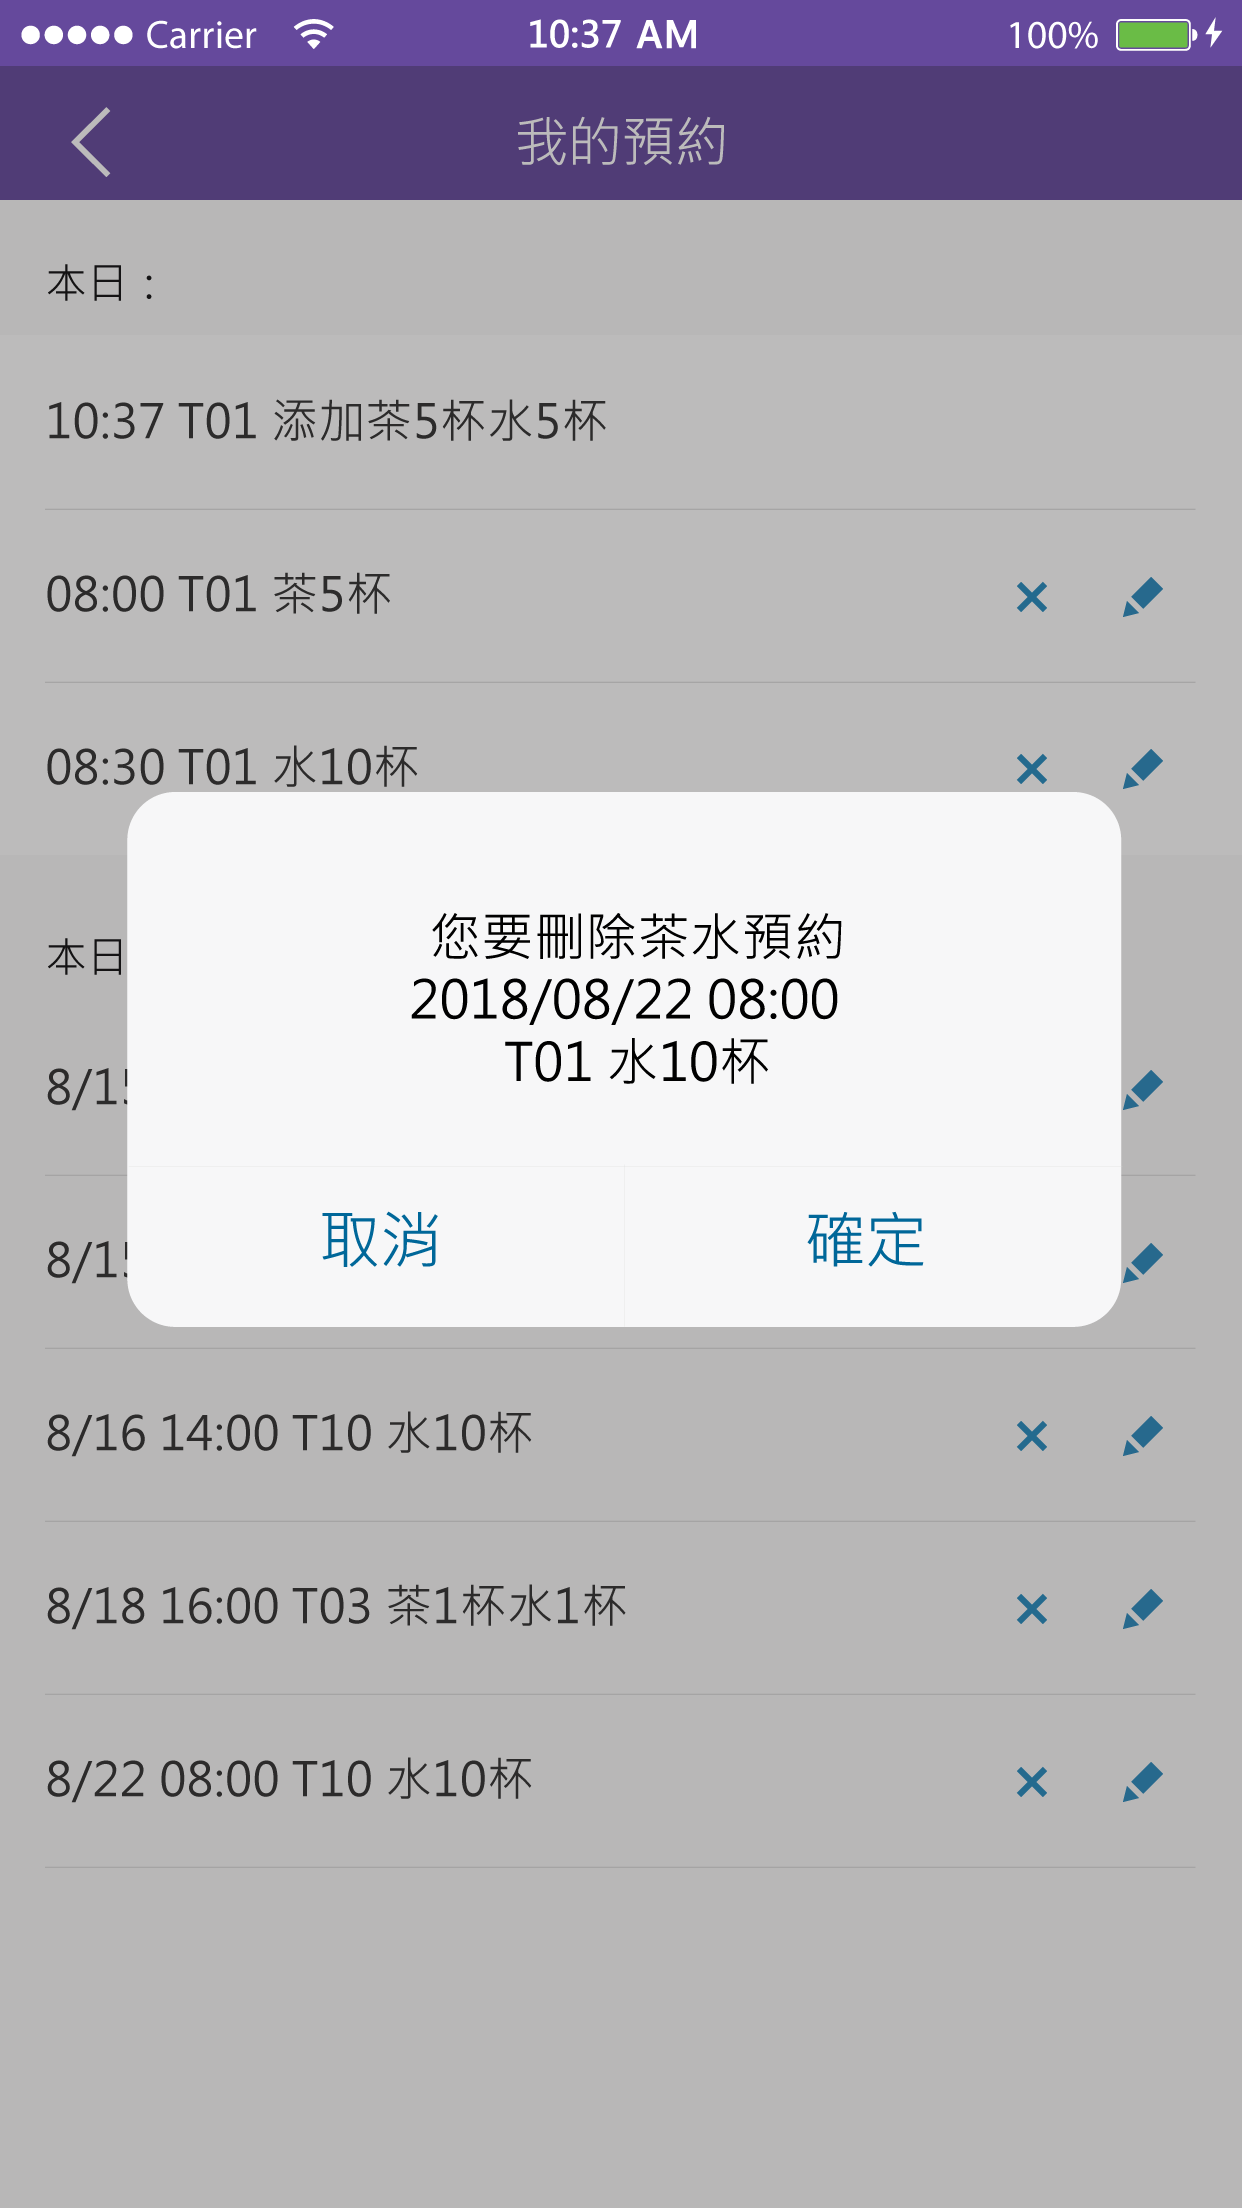 Carrier 10:37 AM 100%
我的預約
本日：
10:37 T01 添加茶5杯水5杯
08:00 T01 茶5杯
08:30 T01 水10杯
您要刪除茶水預約
2018/08/22 08:00
T01 水10杯
取消 確定
本日
8/15
8/15
8/16 14:00 T10 水10杯
8/18 16:00 T03 茶1杯水1杯
8/22 08:00 T10 水10杯